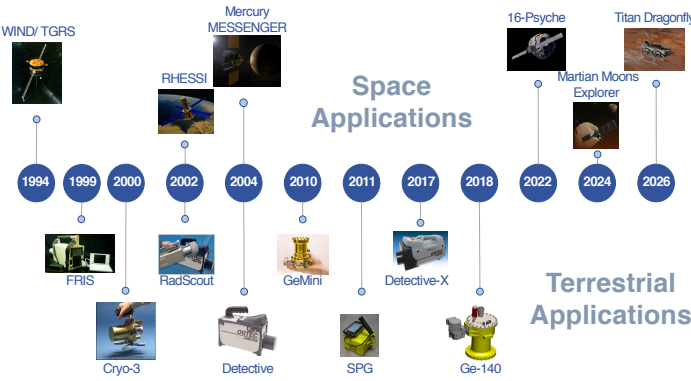 WIND/ TGRS
RHESSI
Mercury
MESSENGER
16-Psyche
Martian Moons
Explorer
Titan Dragonfly
Space
Applications
1994
1999
2000
2002
2004
2010
2011
2017
2018
2022
2024
2026
FRIS
Cryo-3
RadScout
ORTEC
Detective
GeMini
SPG
Detective-X
Ge-140
Terrestrial
Applications